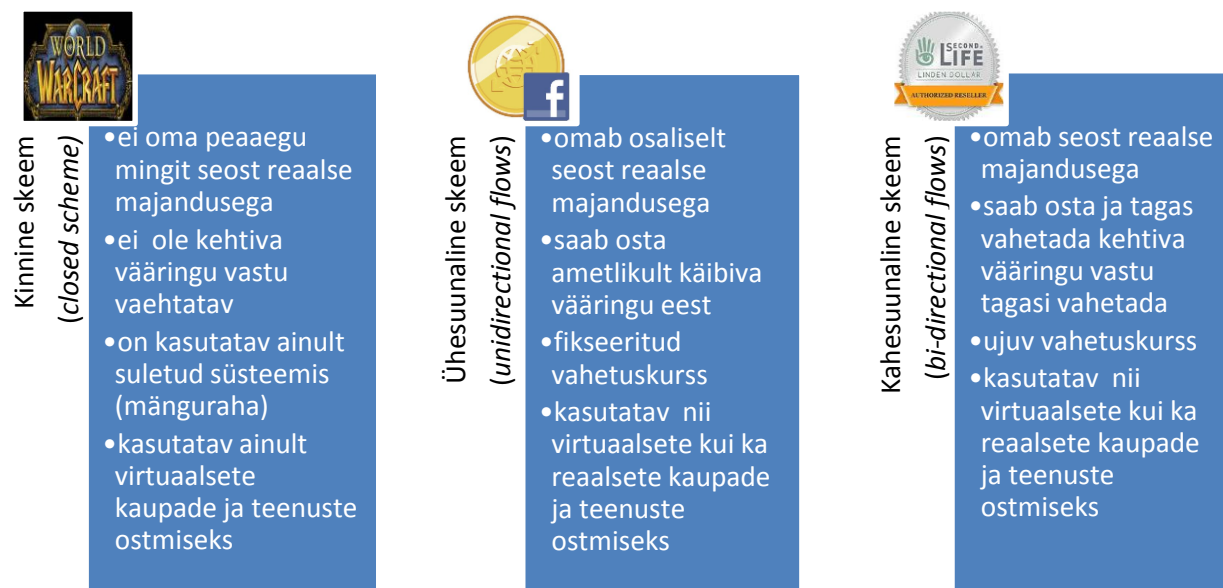 WORLD
WARCRAFT
Kinnine skeem
(closed scheme)
•ei oma peaaegu
mingit seost reaalse
majandusega
•ei ole kehtiva
vääringu vastu
vaehtatav
•on kasutatav ainult
suletud süsteemis
(mänguraha)
•kasutatav ainult
virtuaalsete
kaupade ja teenuste
ostmiseks
f
Ühesuunaline skeem
(unidirectional flows)
•omab osaliselt
seost reaalse
majandusega
•saab osta
ametlikult käibiva
vääringu eest
•fikseeritud
vahetuskurss
•kasutatav nii
virtuaalsete kui ka
reaalsete kaupade
ja teenuste
ostmiseks
SECOND
LIFE
LINDEN DOLLAR
AUTHORIZED RESELLER
Kahesuunaline skeem
(bi-directional flows)
•omab seost reaalse
majandusega
•saab osta ja tagas
vahetada kehtiva
vääringu vastu
tagasi vahetada
•ujuv vahetuskurss
•kasutatav nii
virtuaalsete kui ka
reaalsete kaupade
ja teenuste
ostmiseks